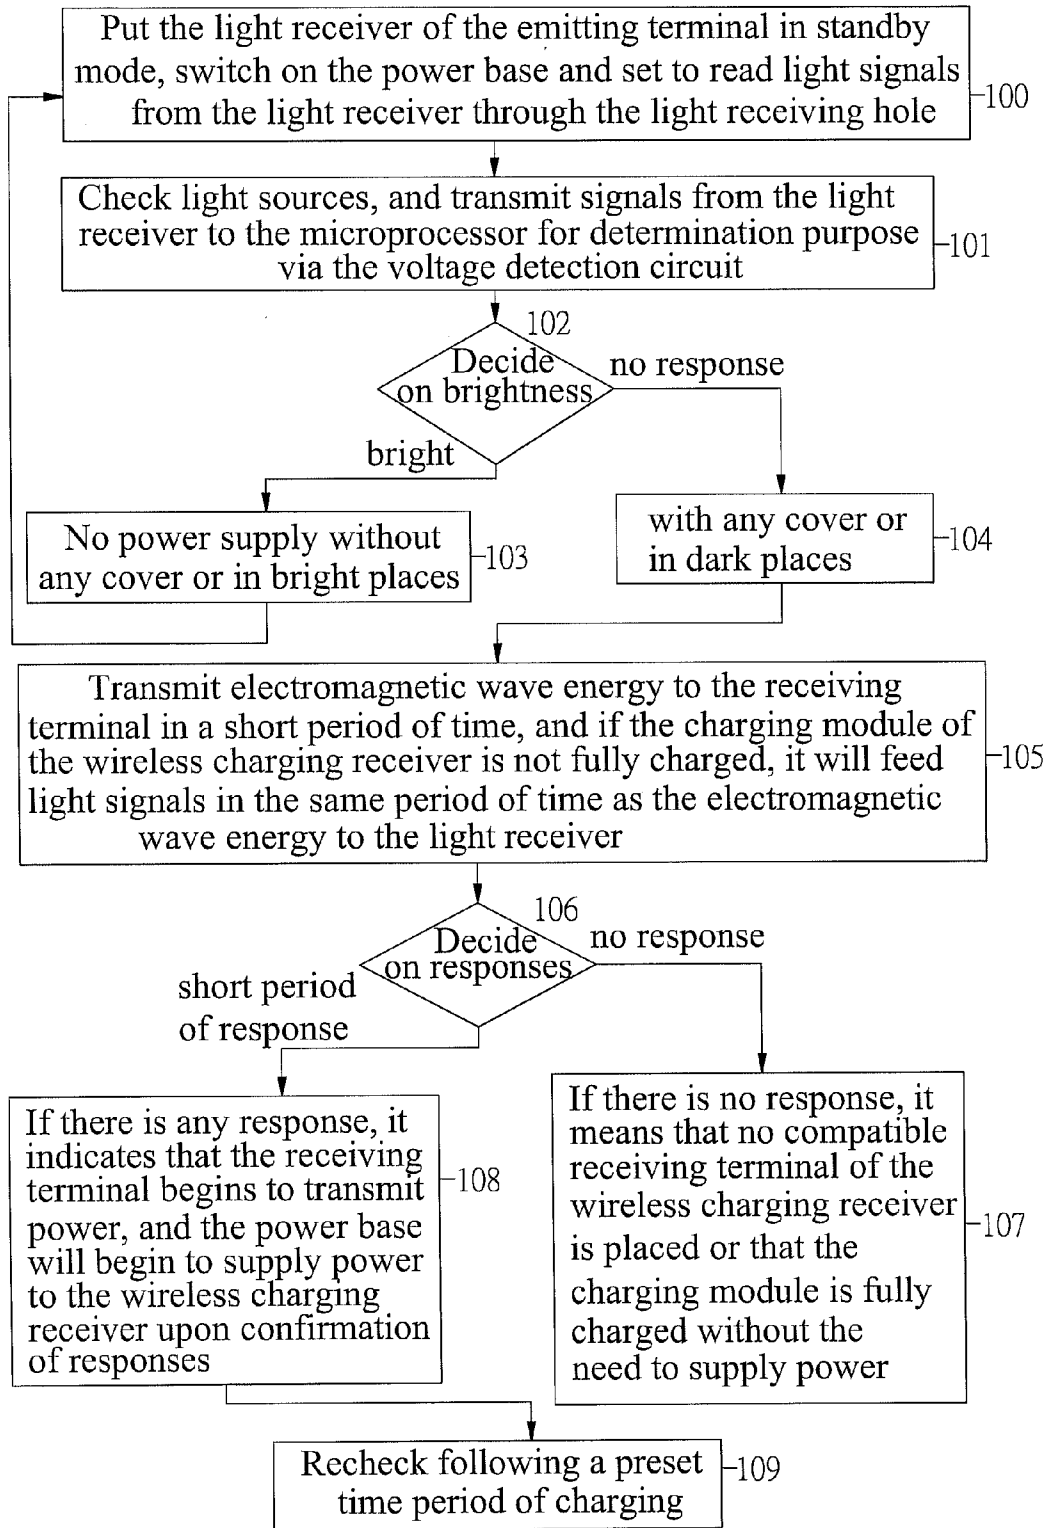 Put the light receiver of the emitting terminal in standby
mode, switch on the power base and set to read light signals
from the light receiver through the light receiving hole
100
Check light sources, and transmit signals from the light
receiver to the microprocessor for determination purpose
via the voltage detection circuit
101
102
Decide
on brightness
no response
bright
No power supply without
any cover or in bright places
103
with any cover or
in dark places
104
Transmit electromagnetic wave energy to the receiving
terminal in a short period of time, and if the charging module of
the wireless charging receiver is not fully charged, it will feed
light signals in the same period of time as the electromagnetic
wave energy to the light receiver
105
106
Decide
on responses
no response
short period
of response
If there is any response, it
indicates that the receiving
terminal begins to transmit
power, and the power base
will begin to supply power
to the wireless charging
receiver upon confirmation
of responses
108
If there is no response, it
means that no compatible
receiving terminal of the
wireless charging receiver
is placed or that the
charging module is fully
charged without the
need to supply power
107
Recheck following a preset
time period of charging
109